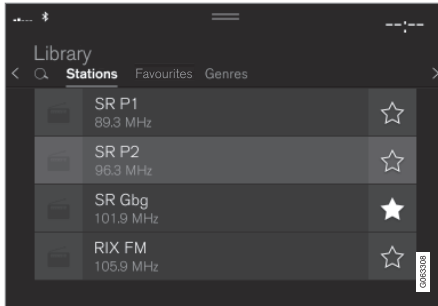 --:--
Library
Stations Favourites Genres
SR P1
89.3 MHz
SR P2
96.3 MHz
SR Gbg
101.9 MHz
RIX FM
105.9 MHz
G063308